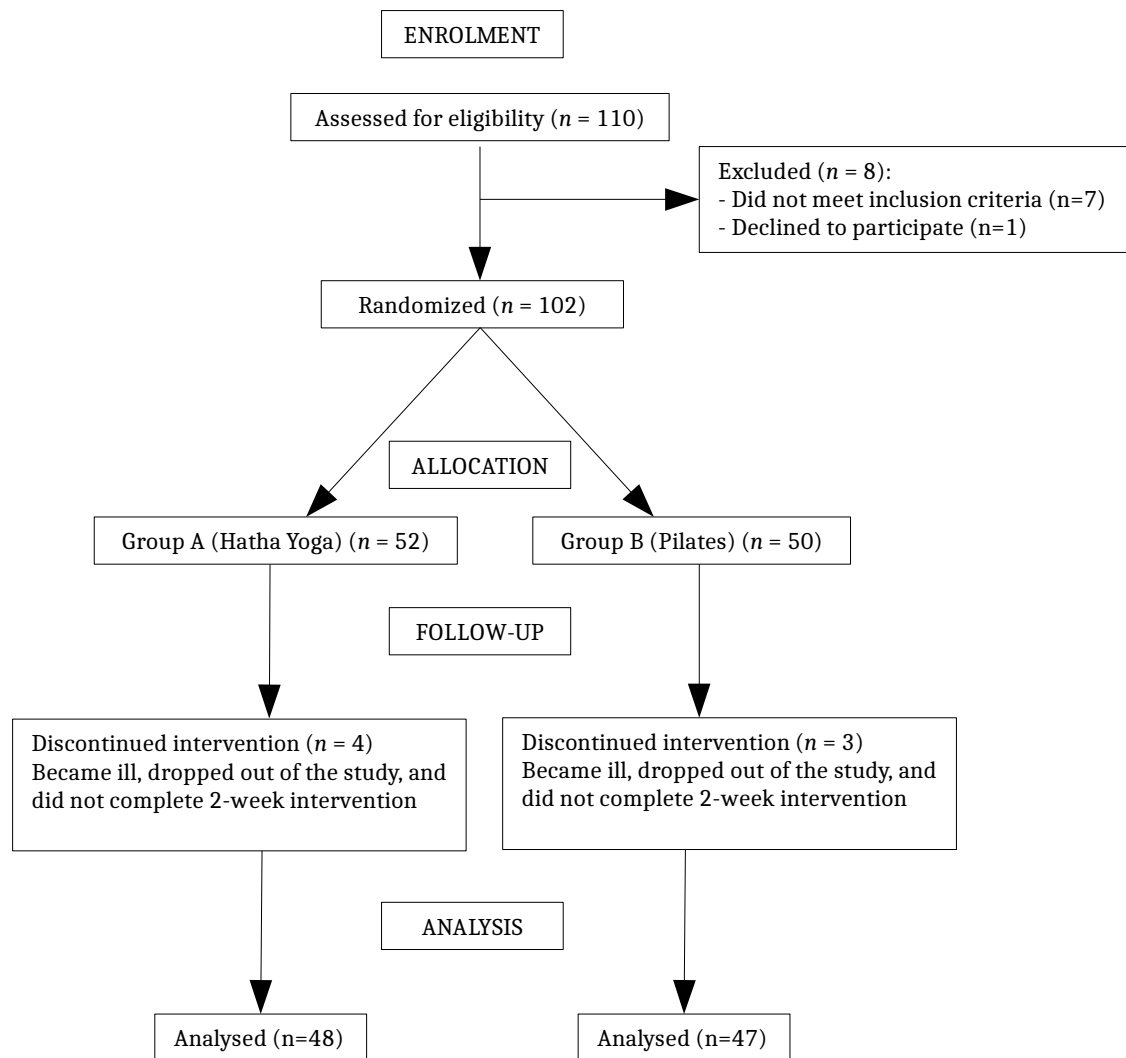 ENROLMENT
Assessed for eligibility (n = 110)
Excluded (n = 8):
- Did not meet inclusion criteria (n=7)
- Declined to participate (n=1)
Randomized (n = 102)
ALLOCATION
Group A (Hatha Yoga) (n = 52)
Group B (Pilates) (n = 50)
FOLLOW-UP
Discontinued intervention (n = 4)
Became ill, dropped out of the study, and
did not complete 2-week intervention
Discontinued intervention (n = 3)
Became ill, dropped out of the study, and
did not complete 2-week intervention
ANALYSIS
Analysed (n=48)
Analysed (n=47)